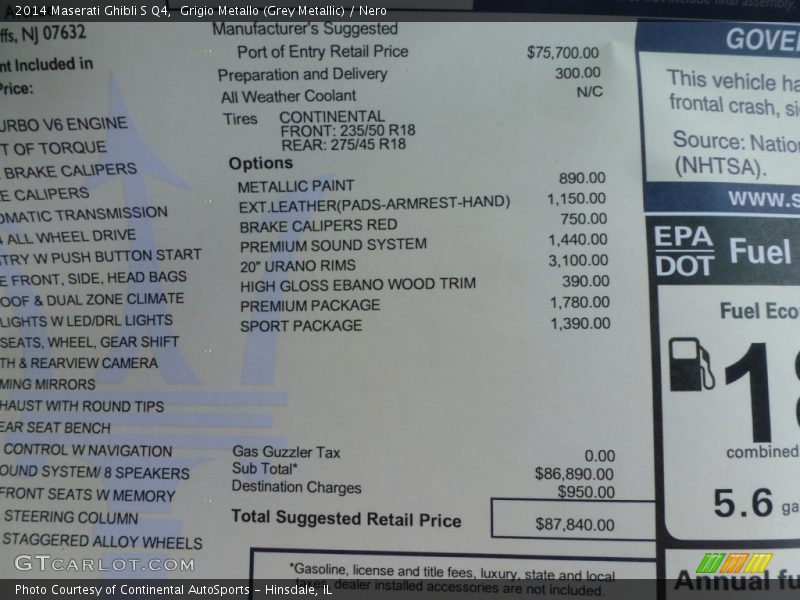 2014 Maserati Ghibli S Q4, Grigio Metallo (Grey Metallic) / Nero
ffs, NJ 07632
nt Included in
Price:
URBO V6 ENGINE
T OF TORQUE
BRAKE CALIPERS
E CALIPERS
OMATIC TRANSMISSION
ALL WHEEL DRIVE
TRY W PUSH BUTTON START
E FRONT, SIDE, HEAD BAGS
OOF & DUAL ZONE CLIMATE
LIGHTS W LED/DRL LIGHTS
SEATS, WHEEL, GEAR SHIFT
TH & REARVIEW CAMERA
MING MIRRORS
HAUST WITH ROUND TIPS
EAR SEAT BENCH
CONTROL W NAVIGATION
OUND SYSTEM/ 8 SPEAKERS
FRONT SEATS W MEMORY
STEERING COLUMN
STAGGERED ALLOY WHEELS
Manufacturer's Suggested
Port of Entry Retail Price $75,700.00
Preparation and Delivery 300.00
All Weather Coolant N/C
Tires CONTINENTAL
FRONT: 235/50 R18
REAR: 275/45 R18
Options
METALLIC PAINT 890.00
EXT.LEATHER(PADS-ARMREST-HAND) 1,150.00
BRAKE CALIPERS RED 750.00
PREMIUM SOUND SYSTEM 1,440.00
20" URANO RIMS 3,100.00
HIGH GLOSS EBANO WOOD TRIM 390.00
PREMIUM PACKAGE 1,780.00
SPORT PACKAGE 1,390.00
Gas Guzzler Tax 0.00
Sub Total* $86,890.00
Destination Charges $950.00
Total Suggested Retail Price $87,840.00
*Gasoline, license and title fees, luxury, state and local
taxes, dealer installed accessories are not included.
GOVE
This vehicle ha
frontal crash, si
Source: Natio
(NHTSA).
www.s
EPA
DOT
Fuel
Fuel Eco
18
combined
5.6 ga
Annual fu
GTcarlot.com
Photo Courtesy of Continental AutoSports - Hinsdale, IL